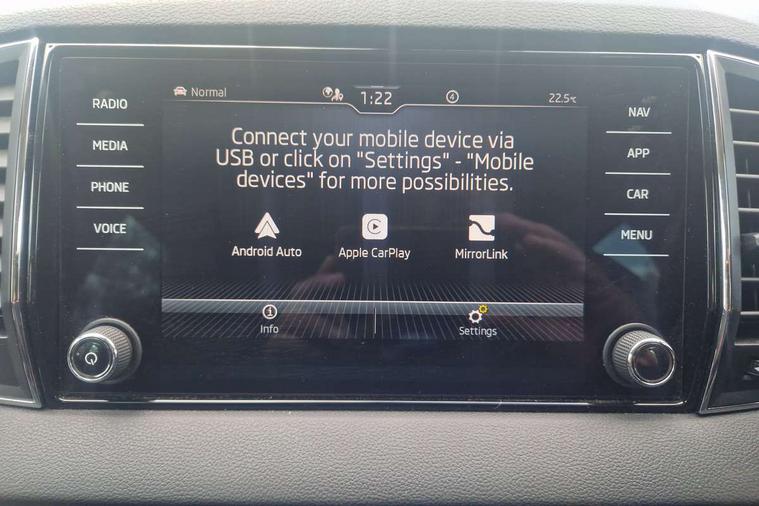 Normal
1:22
4
22.5°C
RADIO
MEDIA
PHONE
VOICE
Connect your mobile device via
USB or click on "Settings" - "Mobile
devices" for more possibilities.
Android Auto
Apple CarPlay
MirrorLink
Info
Settings
NAV
APP
CAR
MENU